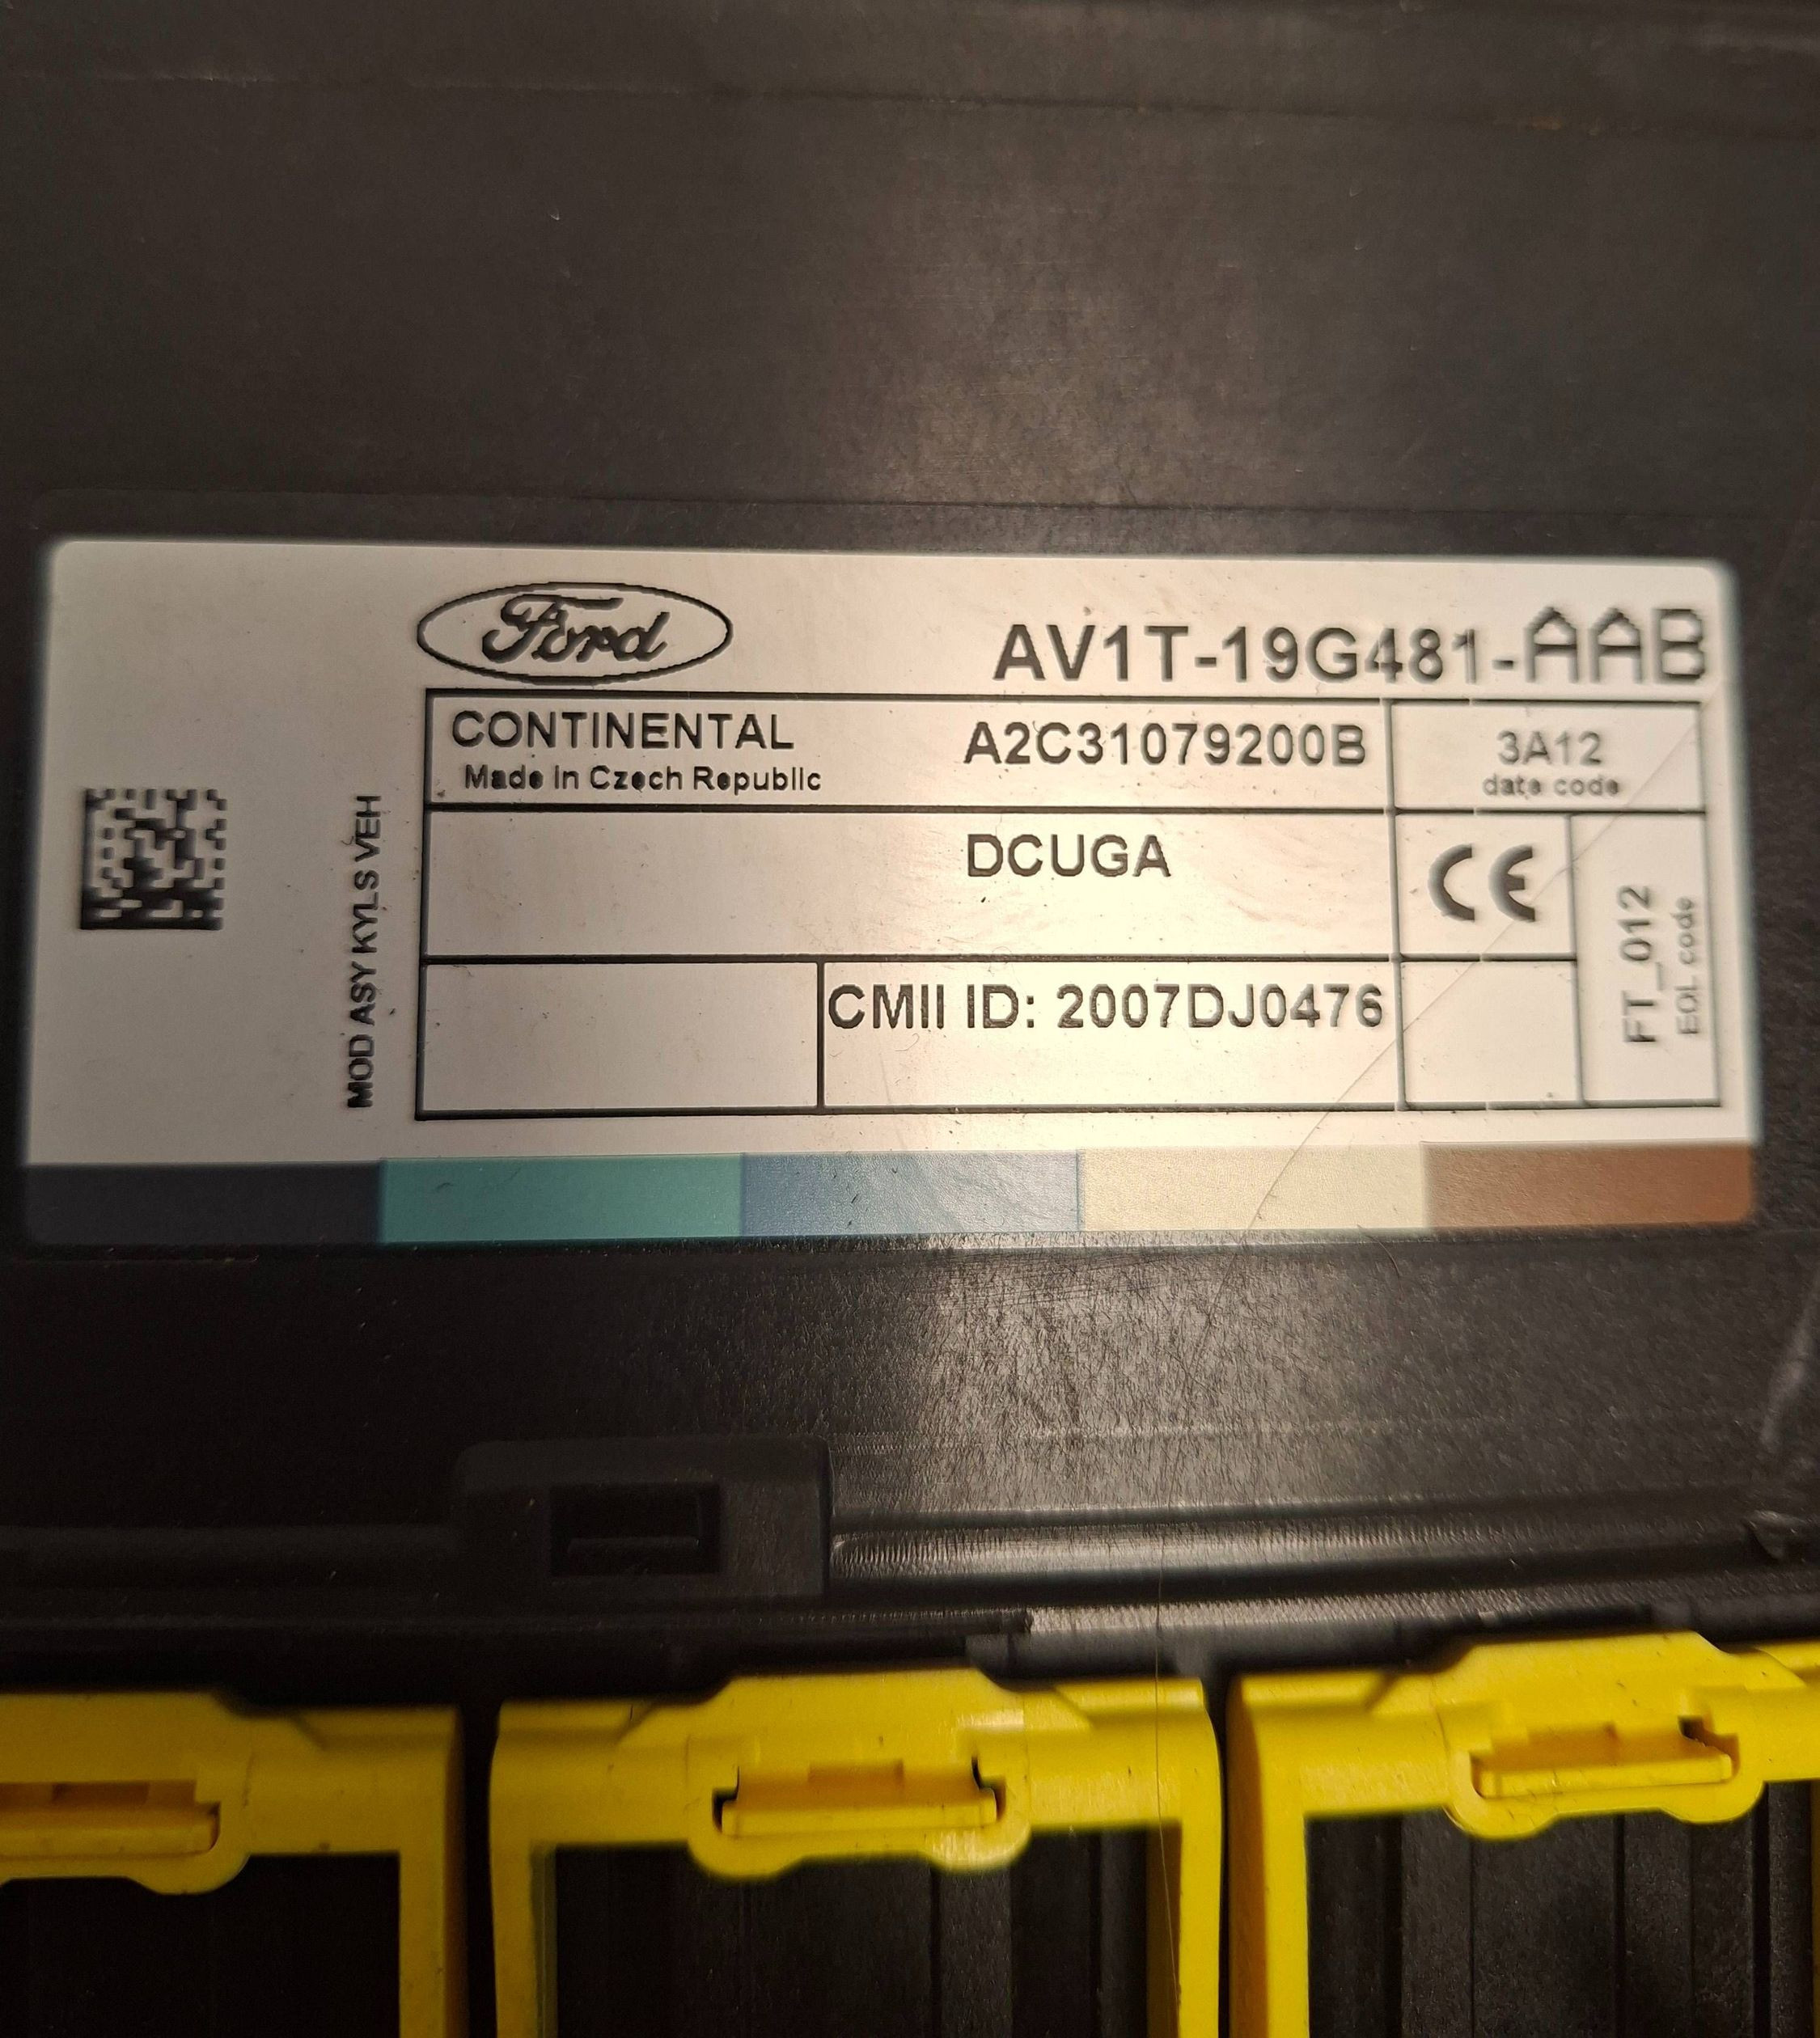 Ford
AV1T-19G481-AAB
CONTINENTAL
Made in Czech Republic
A2C31079200B
3A12
date code
MOD ASY KYLS VEH
DCUGA
CE
FT_012
EOL code
CMII ID: 2007DJ0476